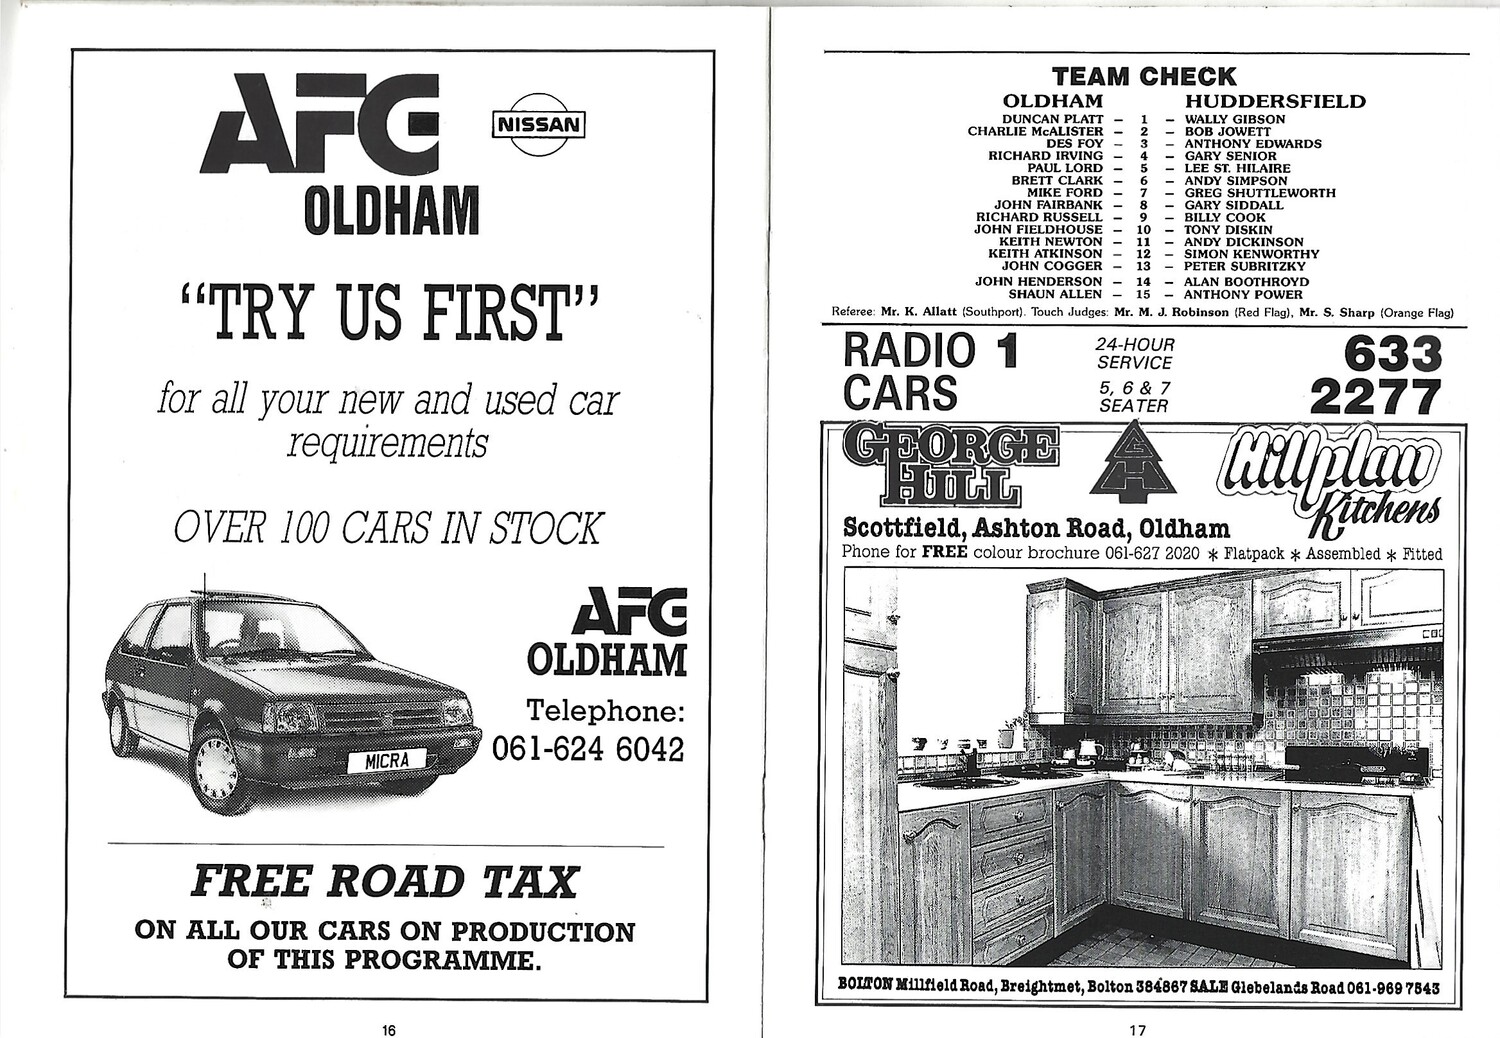 AFG
NISSAN
OLDHAM
“TRY US FIRST”
for all your new and used car
requirements
OVER 100 CARS IN STOCK
AFG
OLDHAM
Telephone:
061-624 6042
MICRA
FREE ROAD TAX
ON ALL OUR CARS ON PRODUCTION
OF THIS PROGRAMME.
16
TEAM CHECK
OLDHAM HUDDERSFIELD
DUNCAN PLATT – 1 – WALLY GIBSON
CHARLIE McALISTER – 2 – BOB JOWETT
DES FOY – 3 – ANTHONY EDWARDS
RICHARD IRVING – 4 – GARY SENIOR
PAUL LORD – 5 – LEE ST. HILAIRE
BRETT CLARK – 6 – ANDY SIMPSON
MIKE FORD – 7 – GREG SHUTTLEWORTH
JOHN FAIRBANK – 8 – GARY SIDDALL
RICHARD RUSSELL – 9 – BILLY COOK
JOHN FIELDHOUSE – 10 – TONY DISKIN
KEITH NEWTON – 11 – ANDY DICKINSON
KEITH ATKINSON – 12 – SIMON KENWORTHY
JOHN COGGER – 13 – PETER SUBRITZKY
JOHN HENDERSON – 14 – ALAN BOOTHROYD
SHAUN ALLEN – 15 – ANTHONY POWER
Referee: Mr. K. Allatt (Southport). Touch Judges: Mr. M. J. Robinson (Red Flag), Mr. S. Sharp (Orange Flag)
RADIO 1
CARS
24-HOUR
SERVICE
5, 6 & 7
SEATER
633
2277
GEORGE
HILL
GH
Hillplan
Kitchens
Scottfield, Ashton Road, Oldham
Phone for FREE colour brochure 061-627 2020 * Flatpack * Assembled * Fitted
BOLTON Millfield Road, Breightmet, Bolton 384867 SALE Glebelands Road 061-969 7543
17